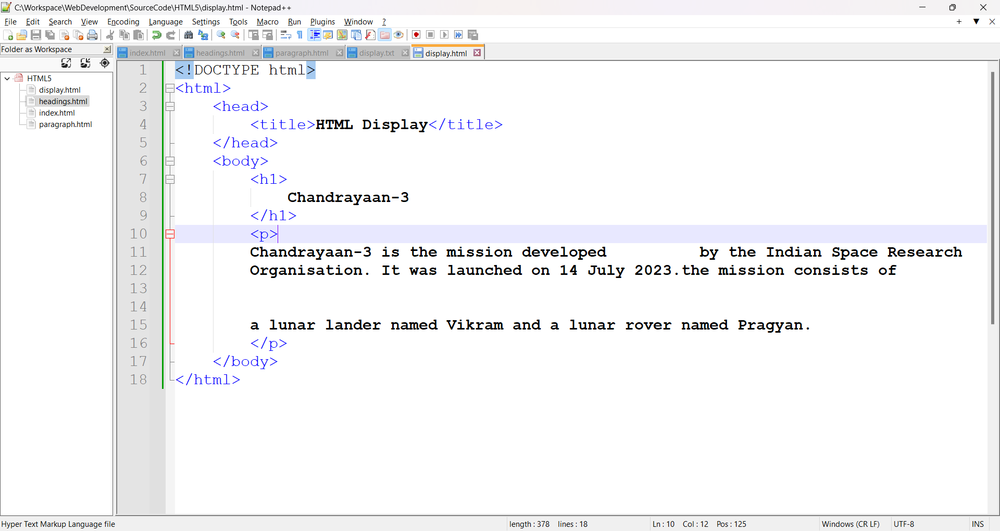 C:\Workspace\WebDevelopment\SourceCode\HTML5\display.html - Notepad++
File Edit Search View Encoding Language Settings Tools Macro Run Plugins Window ?
Folder as Workspace
index.html headings.html paragraph.html display.txt display.html
HTML5
display.html
headings.html
index.html
paragraph.html
1 <!DOCTYPE html>
2 <html>
3 <head>
4 <title>HTML Display</title>
5 </head>
6 <body>
7 <h1>
8 Chandrayaan-3
9 </h1>
10 <p>
11 Chandrayaan-3 is the mission developed by the Indian Space Research
12 Organisation. It was launched on 14 July 2023.the mission consists of
13
14
15 a lunar lander named Vikram and a lunar rover named Pragyan.
16 </p>
17 </body>
18 </html>
Hyper Text Markup Language file length : 378 lines : 18 Ln : 10 Col : 12 Pos : 125 Windows (CR LF) UTF-8 INS